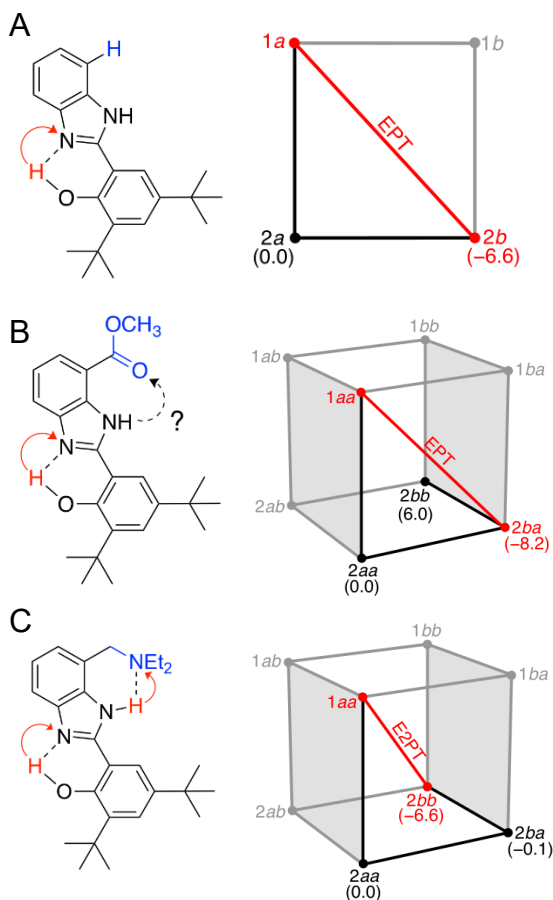 A
H
N
NH
H
O
1a
1b
EPT
2a
(0.0)
2b
(−6.6)
B
OCH3
O
N
NH
?
H
O
1bb
1ab
1ba
1aa
EPT
2ab
2bb
(6.0)
2ba
(−8.2)
2aa
(0.0)
C
NEt2
N
H
N
H
O
1bb
1ab
1ba
1aa
E2PT
2ab
2bb
(−6.6)
2ba
(−0.1)
2aa
(0.0)